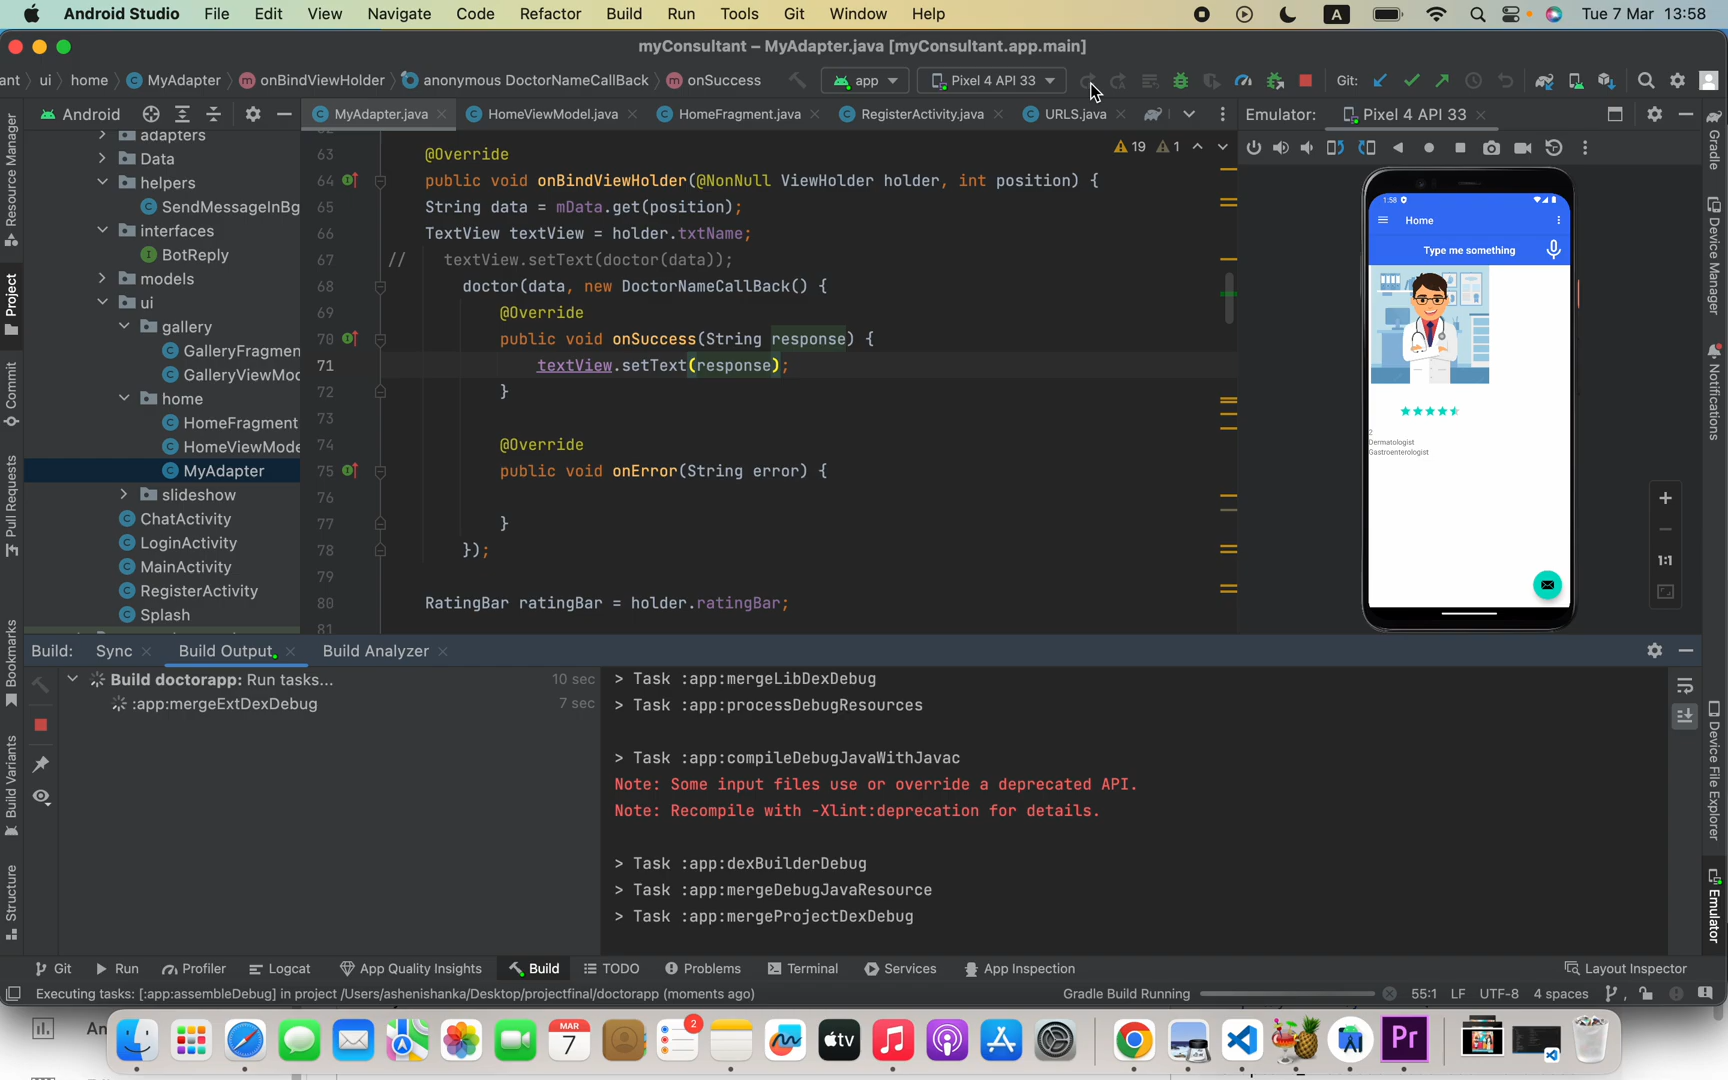 Android Studio File Edit View Navigate Code Refactor Build Run Tools Git Window Help A Tue 7 Mar 13:58
myConsultant – MyAdapter.java [myConsultant.app.main]
ant ui home MyAdapter onBindViewHolder anonymous DoctorNameCallBack onSuccess app Pixel 4 API 33 Git:
Android MyAdapter.java HomeViewModel.java HomeFragment.java RegisterActivity.java URLS.java Emulator: Pixel 4 API 33
Resource Manager
Project
Commit
Pull Requests
Bookmarks
Build Variants
Structure
adapters
Data
helpers
SendMessageInBg
interfaces
BotReply
models
ui
gallery
GalleryFragmen
GalleryViewMod
home
HomeFragment
HomeViewMode
MyAdapter
slideshow
ChatActivity
LoginActivity
MainActivity
RegisterActivity
Splash
19 1
63 @Override
64 public void onBindViewHolder(@NonNull ViewHolder holder, int position) {
65 String data = mData.get(position);
66 TextView textView = holder.txtName;
67 // textView.setText(doctor(data));
68 doctor(data, new DoctorNameCallBack() {
69 @Override
70 public void onSuccess(String response) {
71 textView.setText(response);
72 }
73
74 @Override
75 public void onError(String error) {
76
77 }
78 });
79
80 RatingBar ratingBar = holder.ratingBar;
81
1:58
Home
Type me something
2
Dermatologist
Gastroenterologist
1:1
Gradle
Device Manager
Notifications
Device File Explorer
Emulator
Build: Sync Build Output Build Analyzer
Build doctorapp: Run tasks... 10 sec
:app:mergeExtDexDebug 7 sec
> Task :app:mergeLibDexDebug
> Task :app:processDebugResources
> Task :app:compileDebugJavaWithJavac
Note: Some input files use or override a deprecated API.
Note: Recompile with -Xlint:deprecation for details.
> Task :app:dexBuilderDebug
> Task :app:mergeDebugJavaResource
> Task :app:mergeProjectDexDebug
Git Run Profiler Logcat App Quality Insights Build TODO Problems Terminal Services App Inspection Layout Inspector
Executing tasks: [:app:assembleDebug] in project /Users/ashenishanka/Desktop/projectfinal/doctorapp (moments ago) Gradle Build Running 55:1 LF UTF-8 4 spaces
An
MAR
7
2
tv
Pr